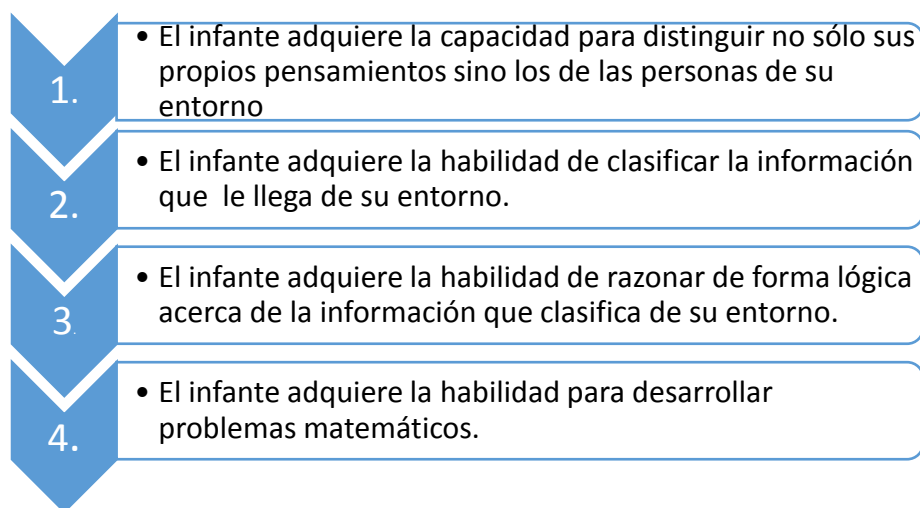 1.
• El infante adquiere la capacidad para distinguir no sólo sus
propios pensamientos sino los de las personas de su
entorno
2.
• El infante adquiere la habilidad de clasificar la información
que le llega de su entorno.
3.
• El infante adquiere la habilidad de razonar de forma lógica
acerca de la información que clasifica de su entorno.
4.
• El infante adquiere la habilidad para desarrollar
problemas matemáticos.